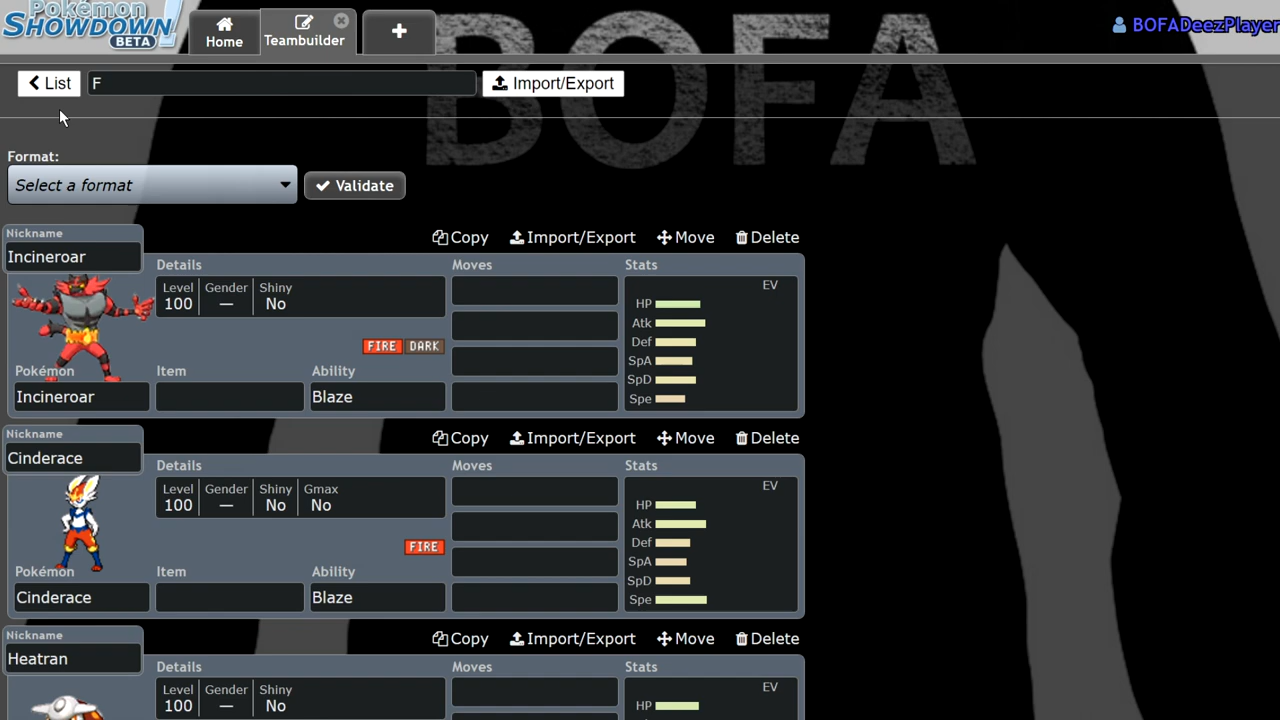 Pokémon
SHOWDOWN!
BETA
Home
Teambuilder
BOFA
BOFADeezPlayer
List
F
Import/Export
Format:
Select a format
Validate
Nickname
Incineroar
Copy Import/Export Move Delete
Details
Moves
Stats
Level Gender Shiny
100 — No
EV
HP
Atk
Def
SpA
SpD
Spe
FIRE DARK
Pokémon Item Ability
Incineroar Blaze
Nickname
Cinderace
Copy Import/Export Move Delete
Details
Moves
Stats
Level Gender Shiny Gmax
100 — No No
EV
HP
Atk
Def
SpA
SpD
Spe
FIRE
Pokémon Item Ability
Cinderace Blaze
Nickname
Heatran
Copy Import/Export Move Delete
Details
Moves
Stats
Level Gender Shiny
100 — No
EV
HP